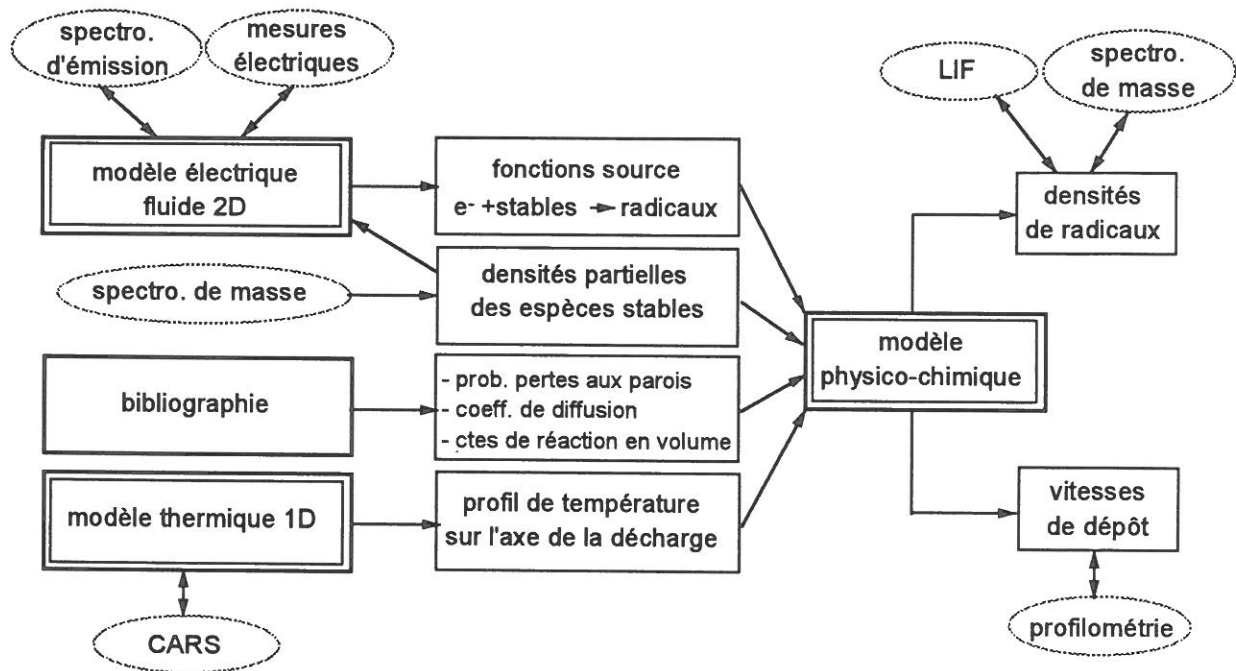 spectro.
d'émission
mesures
électriques
LIF
spectro.
de masse
modèle électrique
fluide 2D
fonctions source
e- +stables → radicaux
densités
de radicaux
spectro. de masse
densités partielles
des espèces stables
modèle
physico-chimique
bibliographie
- prob. pertes aux parois
- coeff. de diffusion
- ctes de réaction en volume
modèle thermique 1D
profil de température
sur l'axe de la décharge
vitesses
de dépôt
CARS
profilométrie